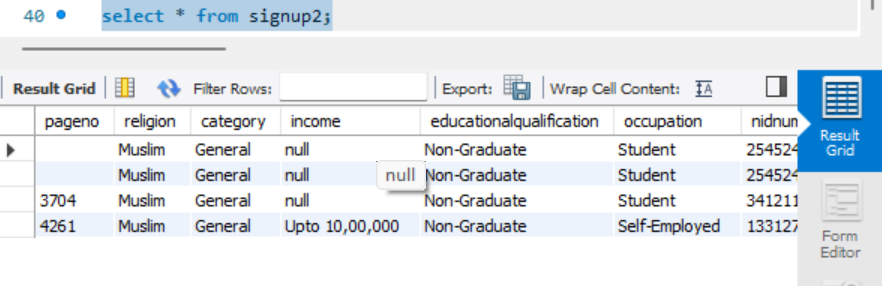 40 select * from signup2;
Result Grid Filter Rows: Export: Wrap Cell Content: IA
pageno religion category income educationalqualification occupation nidnum
Muslim General null Non-Graduate Student 254524
Muslim General null Non-Graduate Student 254524
null
3704 Muslim General null Non-Graduate Student 341211
4261 Muslim General Upto 10,00,000 Non-Graduate Self-Employed 133127
Result
Grid
Form
Editor